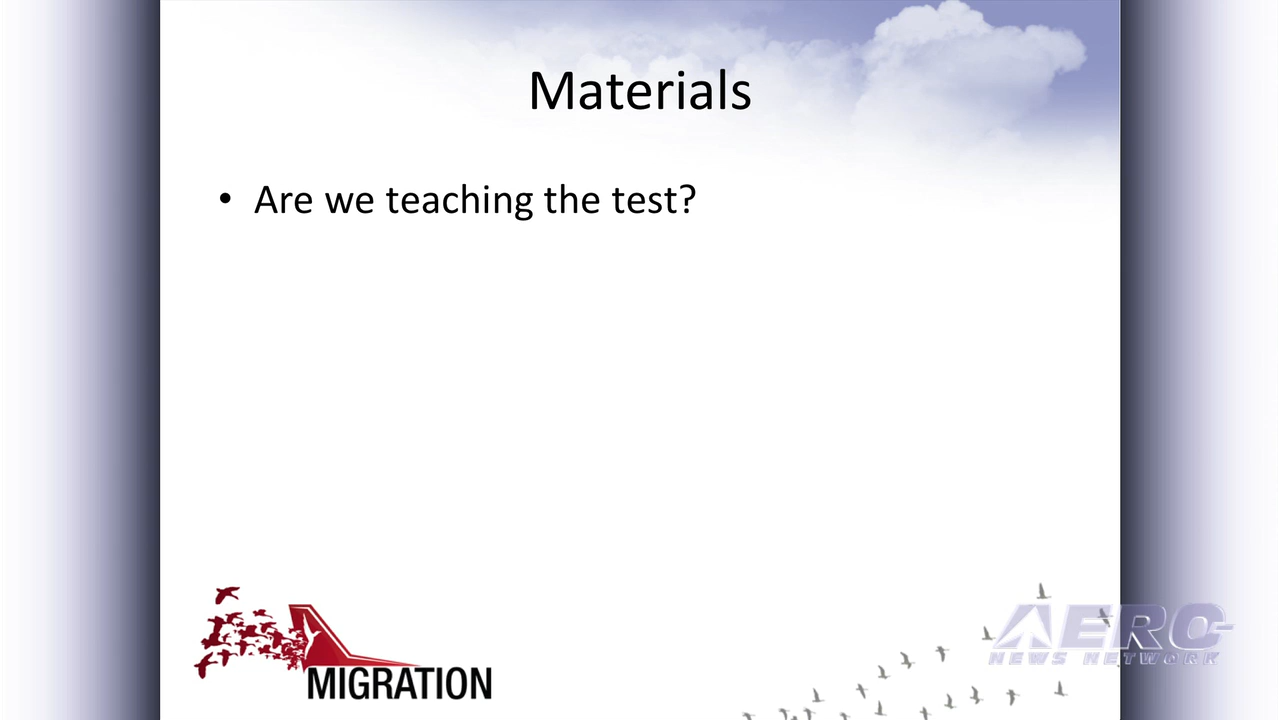 Materials
• Are we teaching the test?
MIGRATION
AERO
NEWS NETWORK